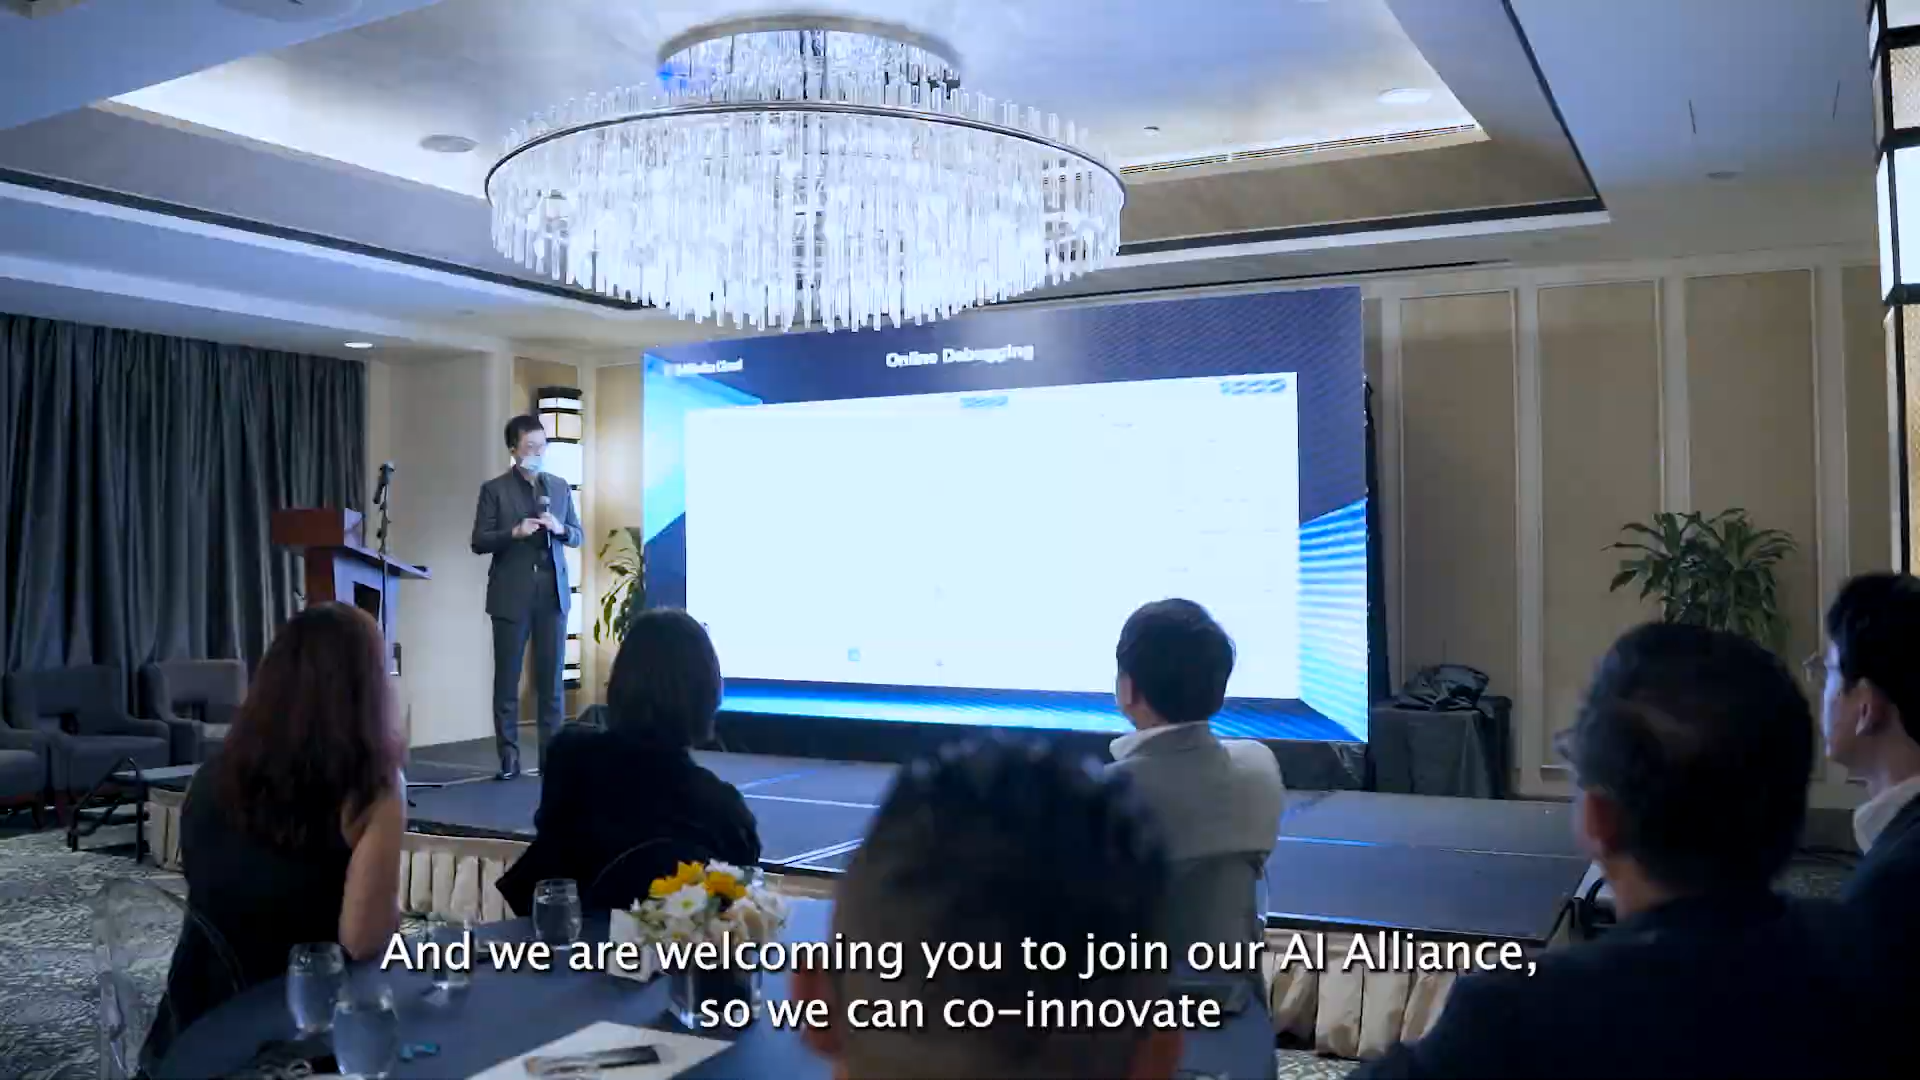 Online Debugging
And we are welcoming you to join our AI Alliance,
so we can co-innovate